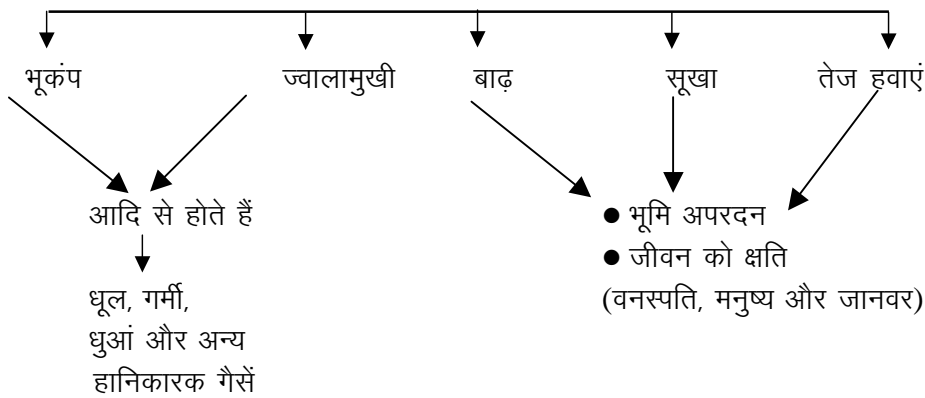 भूकंप ज्वालामुखी बाढ़ सूखा तेज हवाएं
आदि से होते हैं
धूल, गर्मी,
धुआं और अन्य
हानिकारक गैसें
● भूमि अपरदन
● जीवन को क्षति
(वनस्पति, मनुष्य और जानवर)